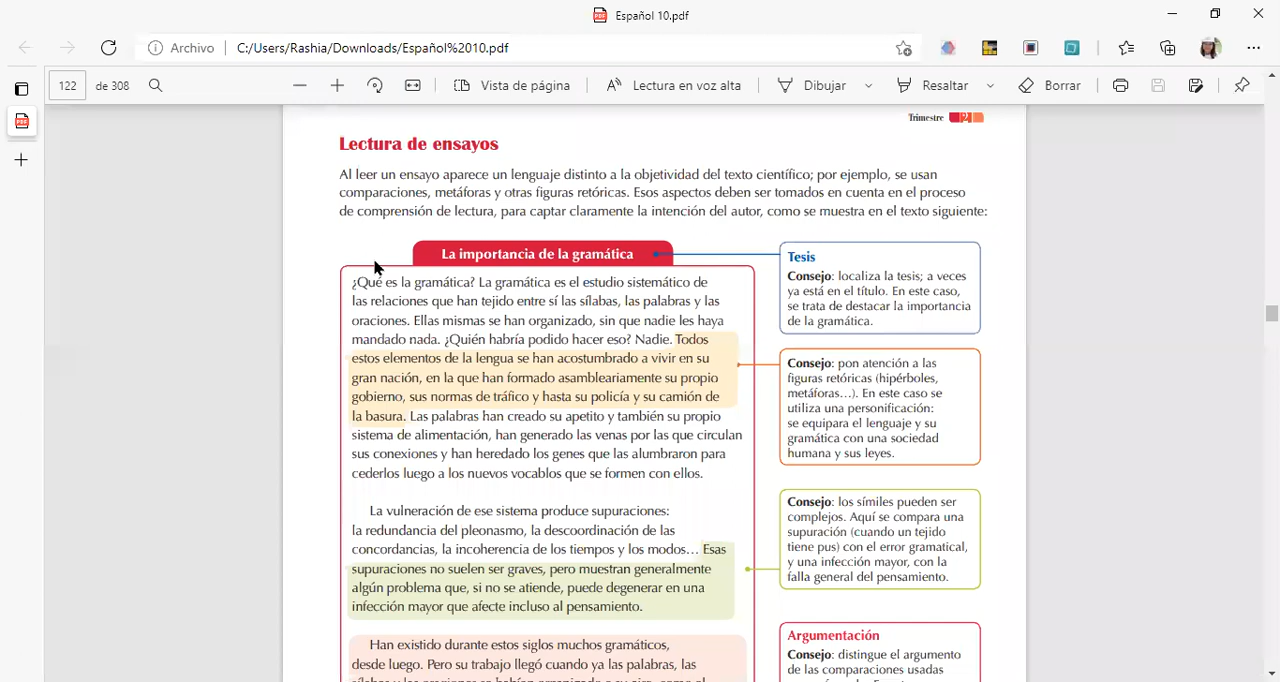 Español 10.pdf
Archivo C:/Users/Rashia/Downloads/Español%2010.pdf
122 de 308 Vista de página Lectura en voz alta Dibujar Resaltar Borrar
Trimestre 2
Lectura de ensayos
Al leer un ensayo aparece un lenguaje distinto a la objetividad del texto científico; por ejemplo, se usan
comparaciones, metáforas y otras figuras retóricas. Esos aspectos deben ser tomados en cuenta en el proceso
de comprensión de lectura, para captar claramente la intención del autor, como se muestra en el texto siguiente:
La importancia de la gramática
¿Qué es la gramática? La gramática es el estudio sistemático de
las relaciones que han tejido entre sí las sílabas, las palabras y las
oraciones. Ellas mismas se han organizado, sin que nadie les haya
mandado nada. ¿Quién habría podido hacer eso? Nadie. Todos
estos elementos de la lengua se han acostumbrado a vivir en su
gran nación, en la que han formado asambleariamente su propio
gobierno, sus normas de tráfico y hasta su policía y su camión de
la basura. Las palabras han creado su apetito y también su propio
sistema de alimentación, han generado las venas por las que circulan
sus conexiones y han heredado los genes que las alumbraron para
cederlos luego a los nuevos vocablos que se formen con ellos.
La vulneración de ese sistema produce supuraciones:
la redundancia del pleonasmo, la descoordinación de las
concordancias, la incoherencia de los tiempos y los modos... Esas
supuraciones no suelen ser graves, pero muestran generalmente
algún problema que, si no se atiende, puede degenerar en una
infección mayor que afecte incluso al pensamiento.
Han existido durante estos siglos muchos gramáticos,
desde luego. Pero su trabajo llegó cuando ya las palabras, las
Tesis
Consejo: localiza la tesis; a veces
ya está en el título. En este caso,
se trata de destacar la importancia
de la gramática.
Consejo: pon atención a las
figuras retóricas (hipérboles,
metáforas...). En este caso se
utiliza una personificación:
se equipara el lenguaje y su
gramática con una sociedad
humana y sus leyes.
Consejo: los símiles pueden ser
complejos. Aquí se compara una
supuración (cuando un tejido
tiene pus) con el error gramatical,
y una infección mayor, con la
falla general del pensamiento.
Argumentación
Consejo: distingue el argumento
de las comparaciones usadas